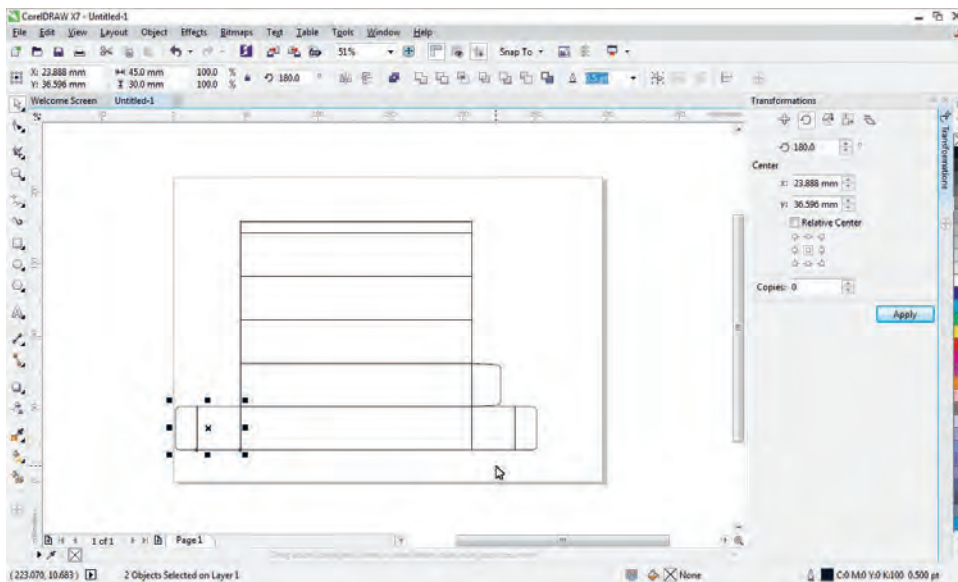 CorelDRAW X7 - Untitled-1
File Edit View Layout Object Effects Bitmaps Text Table Tools Window Help
51% Snap To
X: 23.888 mm 45.0 mm 100.0 % 180.0 °
Y: 36.596 mm 30.0 mm 100.0 %
Welcome Screen Untitled-1
Transformations
180.0 °
Center
x: 23.888 mm
y: 36.596 mm
Relative Center
Copies: 0
Apply
Transformations
1 of 1 Page 1
(223.070, 10.683) 2 Objects Selected on Layer 1 None C:0 M:0 Y:0 K:100 0.500 pt